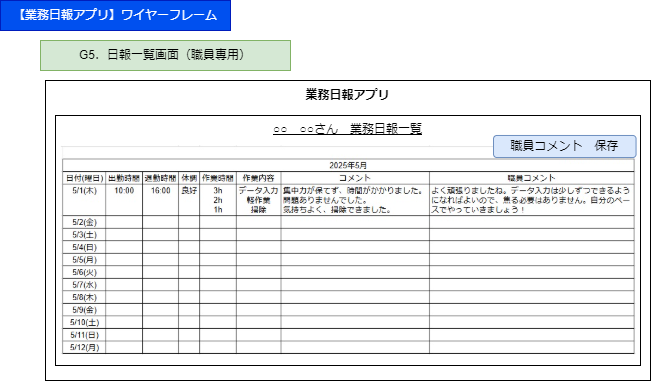 【業務日報アプリ】ワイヤーフレーム
G5. 日報一覧画面（職員専用）
業務日報アプリ
○○　○○さん　業務日報一覧
職員コメント　保存
2025年5月
日付(曜日) 出勤時間 退勤時間 体調 作業時間 作業内容 コメント 職員コメント
5/1(木) 10:00 16:00 良好 3h データ入力 集中力が保てず、時間がかかりました。 よく頑張りましたね。データ入力は少しずつできるよう
2h 軽作業 問題ありませんでした。 になればよいので、焦る必要はありません。自分のペー
1h 掃除 気持ちよく、掃除できました。 スでやっていきましょう！
5/2(金)
5/3(土)
5/4(日)
5/5(月)
5/6(火)
5/7(水)
5/8(木)
5/9(金)
5/10(土)
5/11(日)
5/12(月)